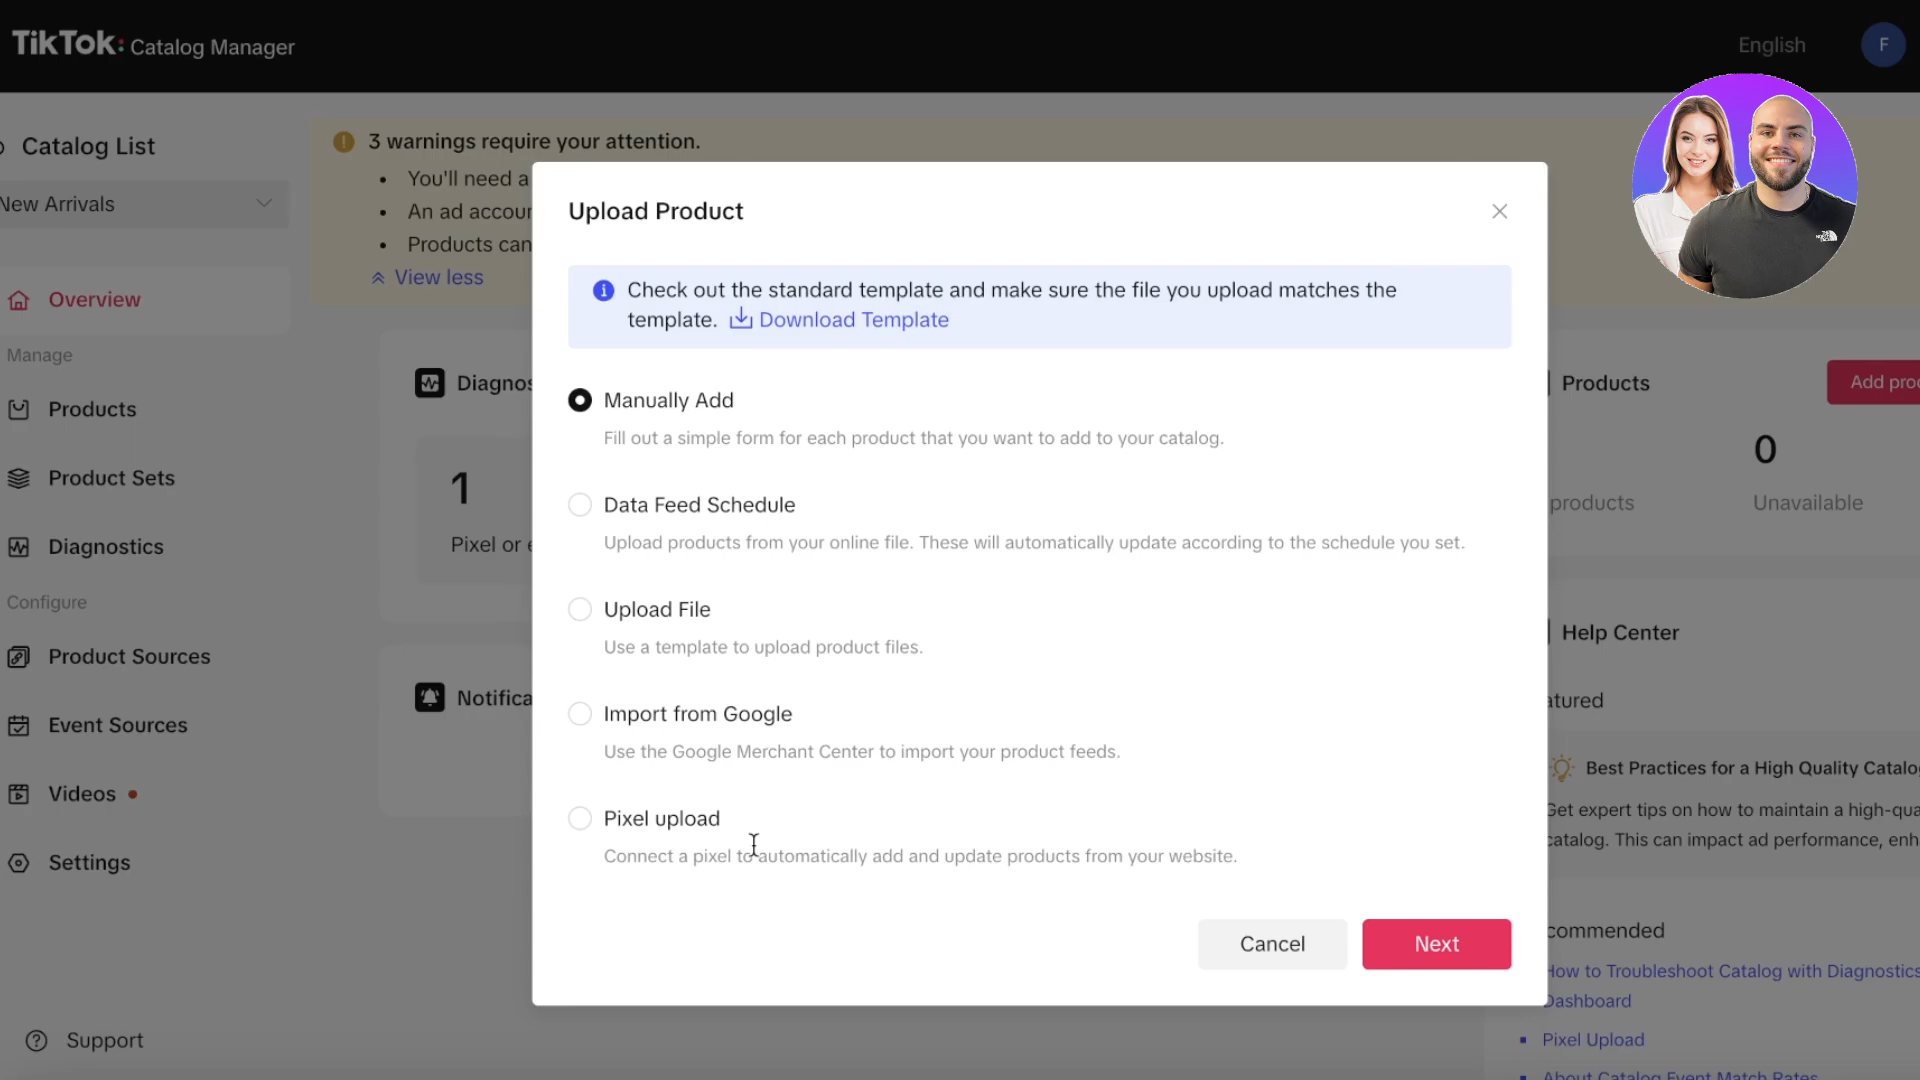 TikTok: Catalog Manager
English
F
Catalog List
New Arrivals
Overview
Manage
Products
Product Sets
Diagnostics
Configure
Product Sources
Event Sources
Videos
Settings
Support
3 warnings require your attention.
You'll need a
An ad accour
Products can
View less
Diagnos
1
Pixel or e
Notifica
Upload Product
Check out the standard template and make sure the file you upload matches the
template. Download Template
Manually Add
Fill out a simple form for each product that you want to add to your catalog.
Data Feed Schedule
Upload products from your online file. These will automatically update according to the schedule you set.
Upload File
Use a template to upload product files.
Import from Google
Use the Google Merchant Center to import your product feeds.
Pixel upload
Connect a pixel to automatically add and update products from your website.
Cancel
Next
THE NORTH FACE
Products
Add pro
0
products
Unavailable
Help Center
atured
Best Practices for a High Quality Catalo
Get expert tips on how to maintain a high-qua
catalog. This can impact ad performance, enh
commended
How to Troubleshoot Catalog with Diagnostics
Dashboard
Pixel Upload
About Catalog Event Match Rates